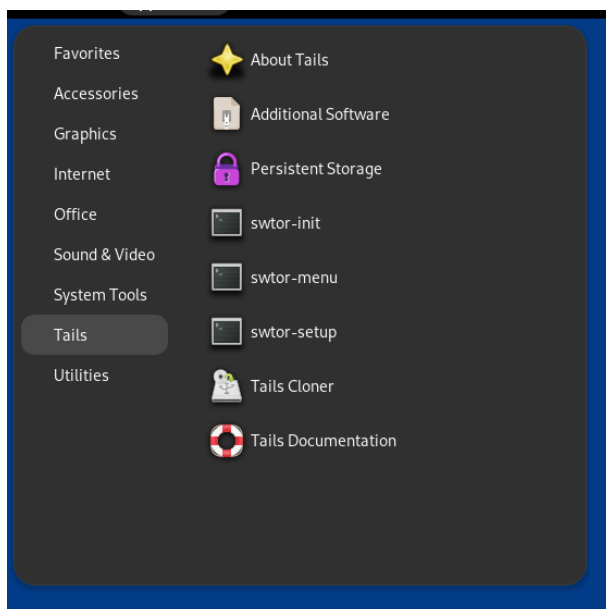 Favorites
Accessories
Graphics
Internet
Office
Sound & Video
System Tools
Tails
Utilities
About Tails
Additional Software
Persistent Storage
swtor-init
swtor-menu
swtor-setup
Tails Cloner
Tails Documentation